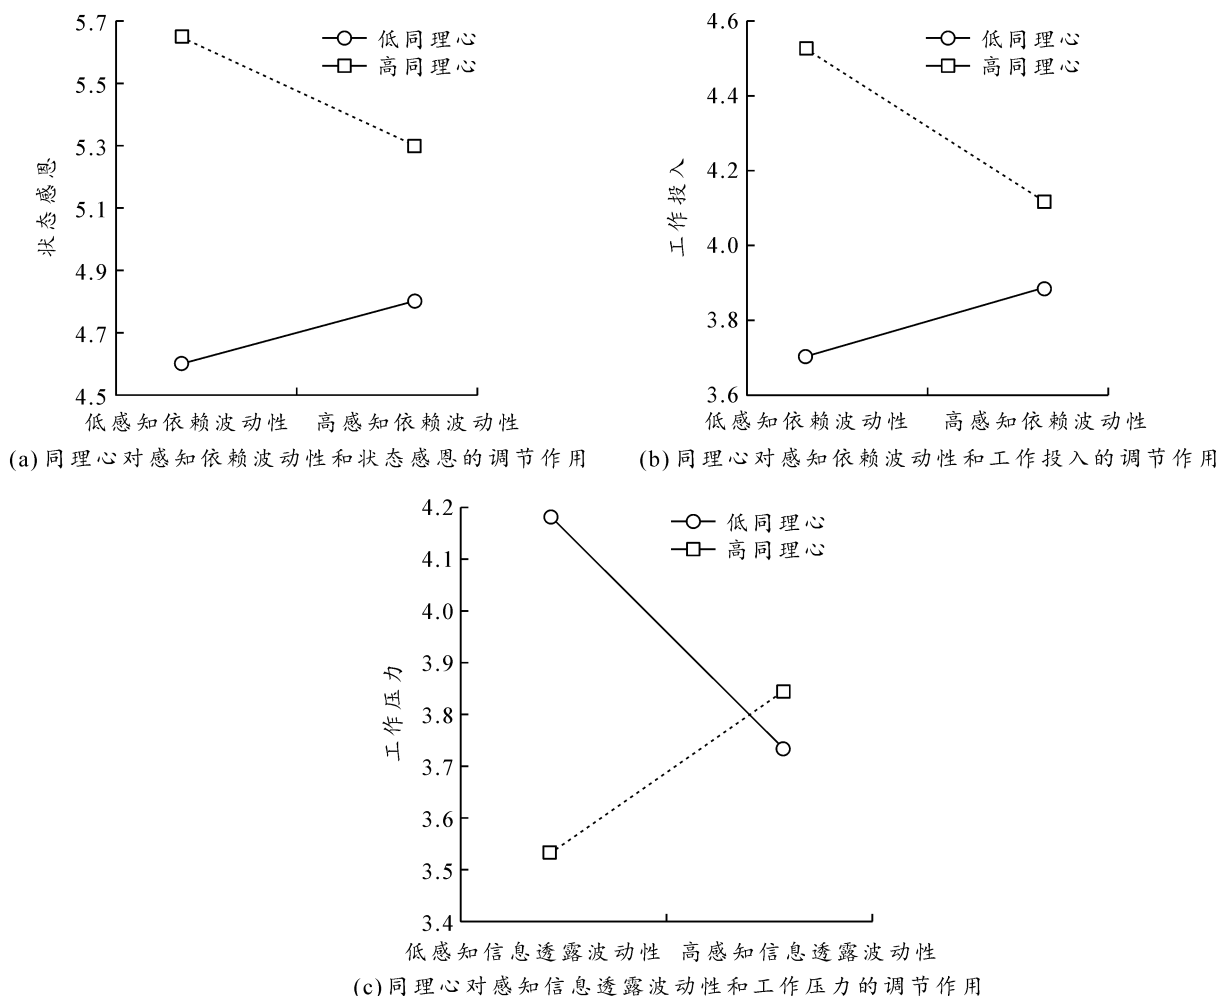 5.7
5.5
5.3
5.1
4.9
4.7
4.5
状态感恩
低同理心
高同理心
低感知依赖波动性 高感知依赖波动性
(a)同理心对感知依赖波动性和状态感恩的调节作用
4.6
4.4
4.2
4.0
3.8
3.6
工作投入
低同理心
高同理心
低感知依赖波动性 高感知依赖波动性
(b)同理心对感知依赖波动性和工作投入的调节作用
4.2
4.1
4.0
3.9
3.8
3.7
3.6
3.5
3.4
工作压力
低同理心
高同理心
低感知信息透露波动性 高感知信息透露波动性
(c)同理心对感知信息透露波动性和工作压力的调节作用